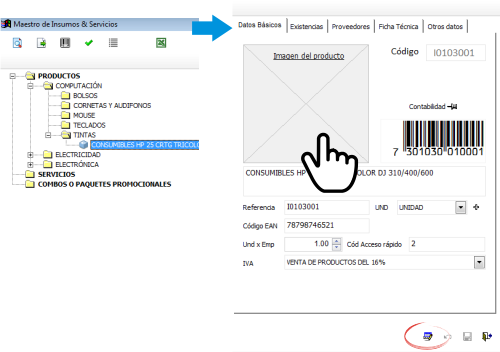 Maestro de Insumos & Servicios
PRODUCTOS
COMPUTACIÓN
BOLSOS
CORNETAS Y AUDIFONOS
MOUSE
TECLADOS
TINTAS
CONSUMIBLES HP 25 CRTG TRICOLO
ELECTRICIDAD
ELECTRÓNICA
SERVICIOS
COMBOS O PAQUETES PROMOCIONALES
Datos Básicos Existencias Proveedores Ficha Técnica Otros datos
Imagen del producto
Código I0103001
Contabilidad
7 301030 010001
CONSUMIBLES HP OLOR DJ 310/400/600
Referencia I0103001 UND UNIDAD
Código EAN 78798746521
Und x Emp 1.00 Cód Acceso rápido 2
IVA VENTA DE PRODUCTOS DEL 16%